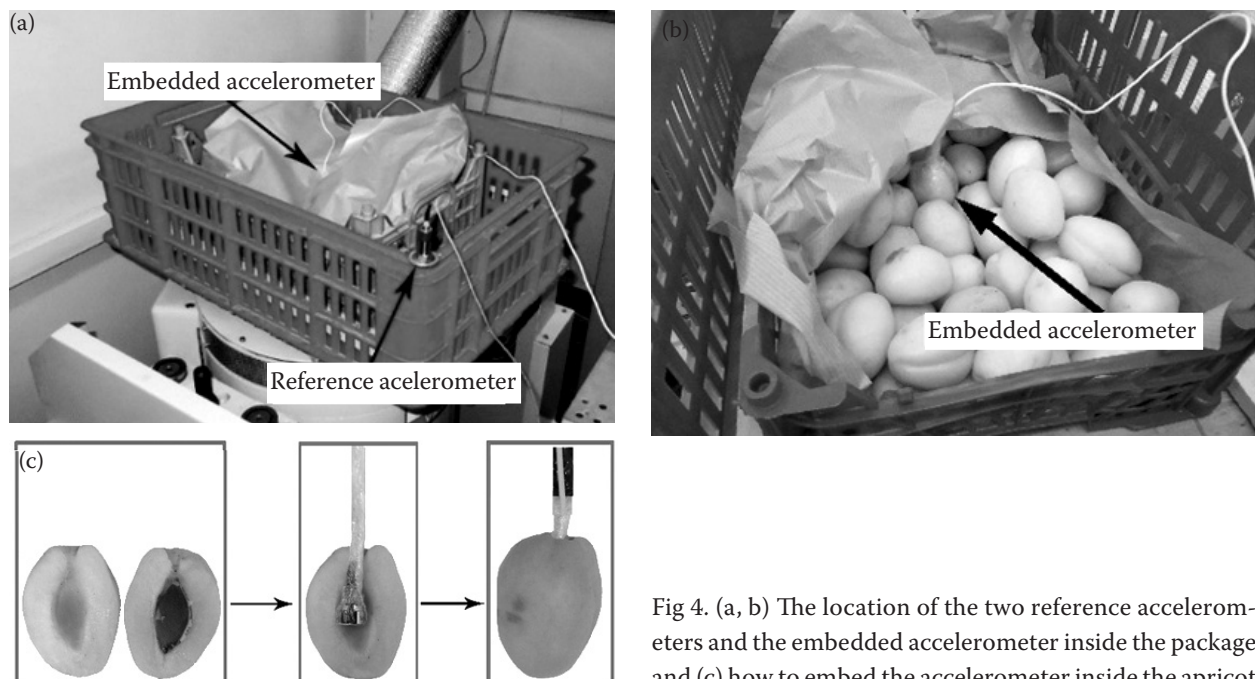 (a)
Embedded accelerometer
Reference acelerometer
(b)
Embedded accelerometer
(c)
Fig 4. (a, b) The location of the two reference accelerom-
eters and the embedded accelerometer inside the package
and (c) how to embed the accelerometer inside the apricot